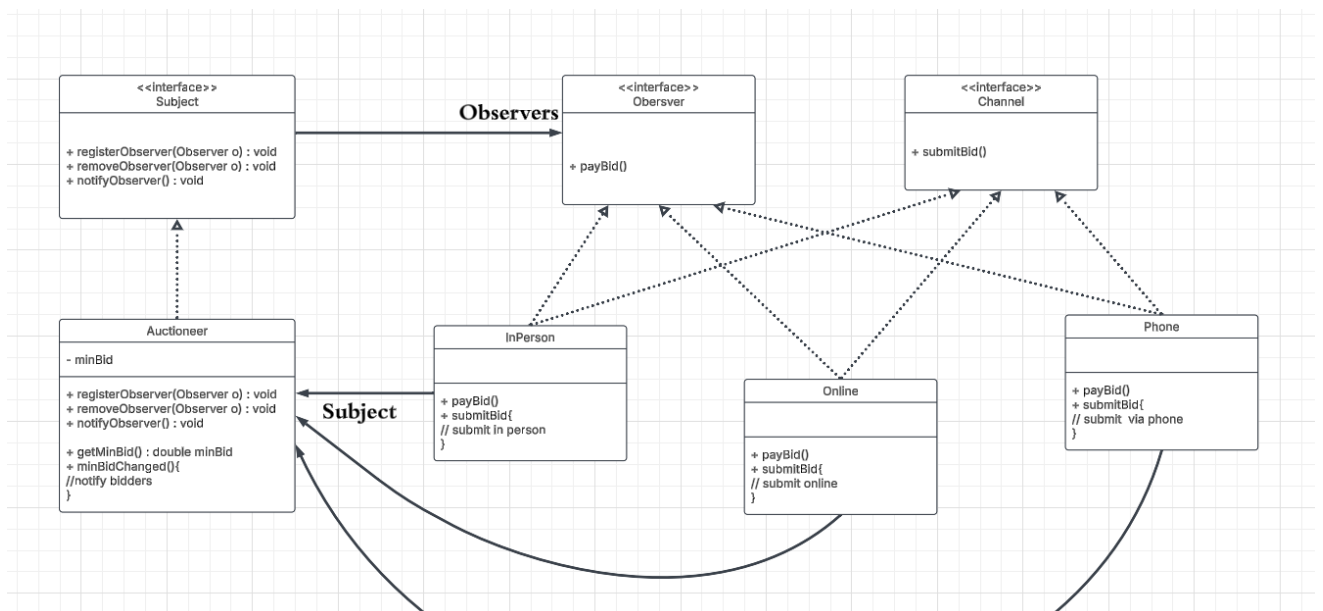 <<interface>>
Subject
+ registerObserver(Observer o) : void
+ removeObserver(Observer o) : void
+ notifyObserver() : void
Observers
<<interface>>
Obersver
+ payBid()
<<interface>>
Channel
+ submitBid()
Auctioneer
- minBid
+ registerObserver(Observer o) : void
+ removeObserver(Observer o) : void
+ notifyObserver() : void
+ getMinBid() : double minBid
+ minBidChanged(){
//notify bidders
}
Subject
InPerson
+ payBid()
+ submitBid{
// submit in person
}
Online
+ payBid()
+ submitBid{
// submit online
}
Phone
+ payBid()
+ submitBid{
// submit via phone
}